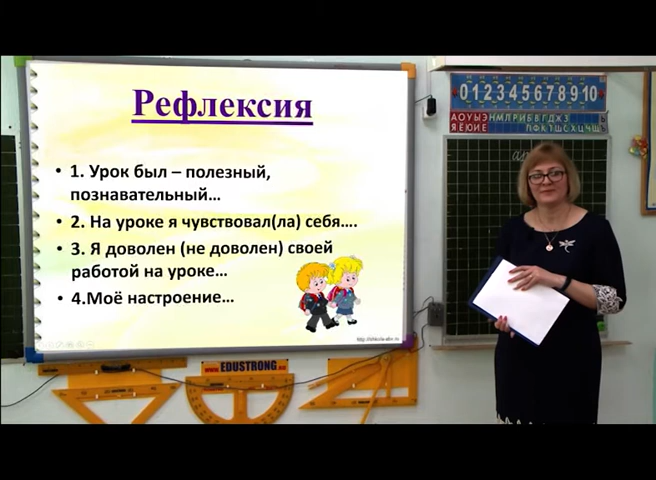 Рефлексия
• 1. Урок был – полезный,
познавательный…
• 2. На уроке я чувствовал(ла) себя….
• 3. Я доволен (не доволен) своей
работой на уроке…
• 4.Моё настроение…
EDUSTRONG
0 1 2 3 4 5 6 7 8 9 10
А О У Ы Э Н М Л Р Й Б В Г Д Ж З
Я Ё Ю И Е П Ф К Т Ш С Х Ц Ч Щ